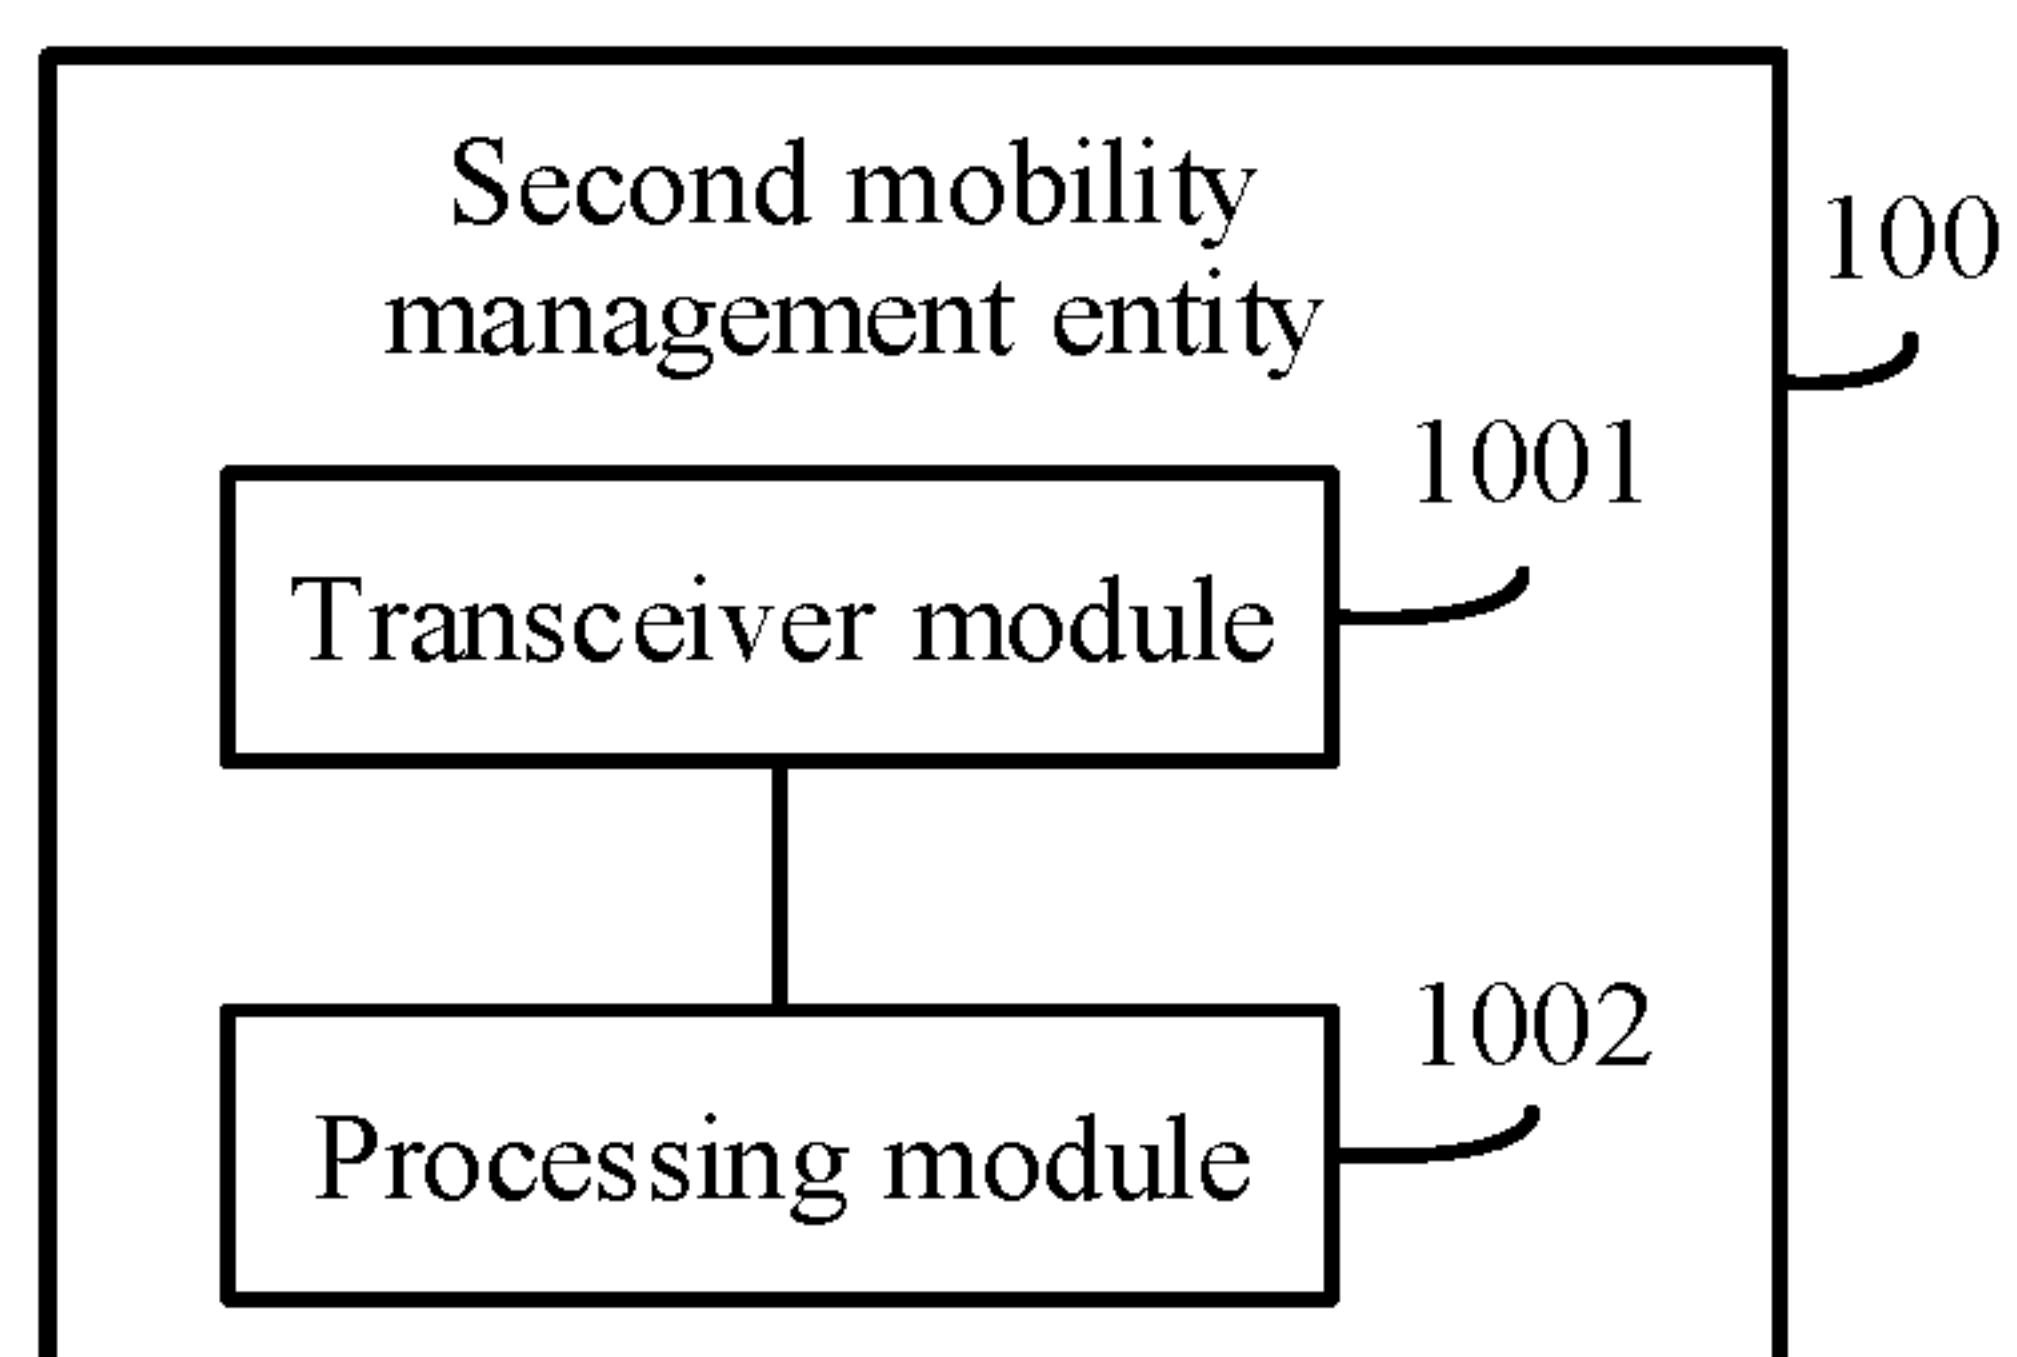 Second mobility
management entity
100
1001
Transceiver module
1002
Processing module